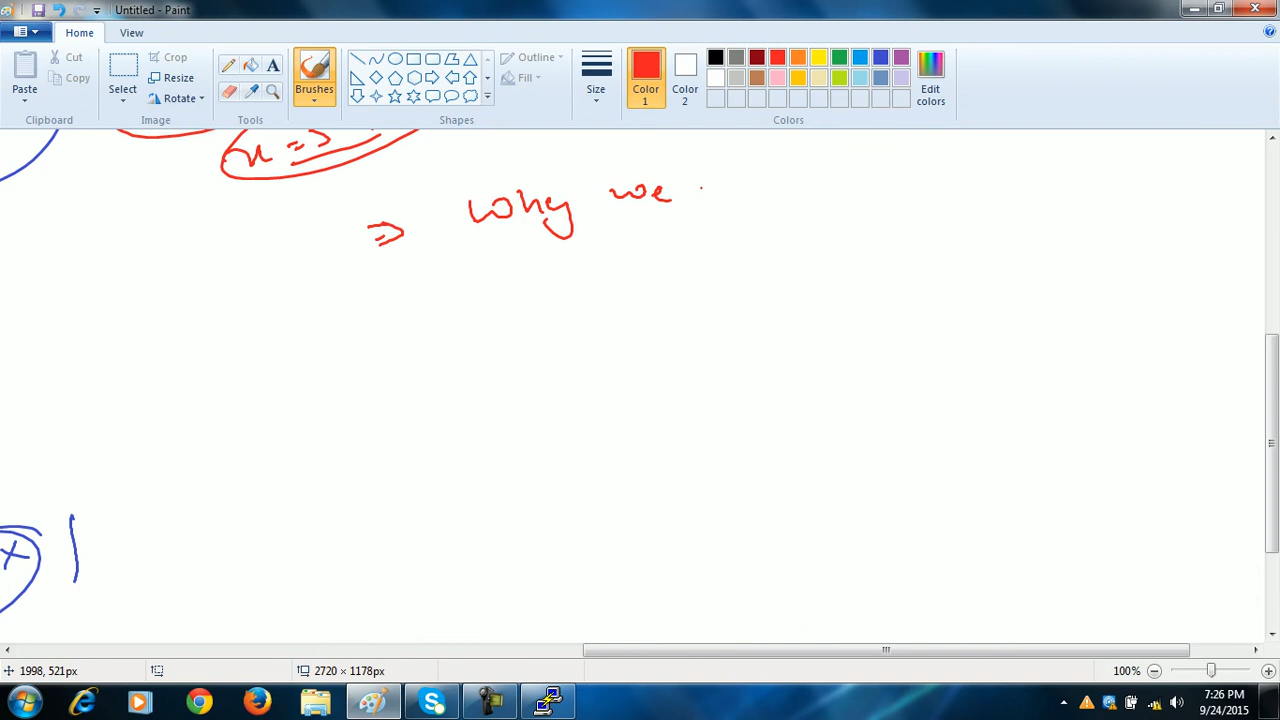 Untitled - Paint
Home View
Paste
Cut
Copy
Clipboard
Select
Crop
Resize
Rotate
Image
A
Tools
Brushes
Outline
Fill
Shapes
Size
Color 1
Color 2
Edit colors
Colors
x = 5
⇒ why we
x
1998, 521px
2720 × 1178px
100%
7:26 PM
9/24/2015